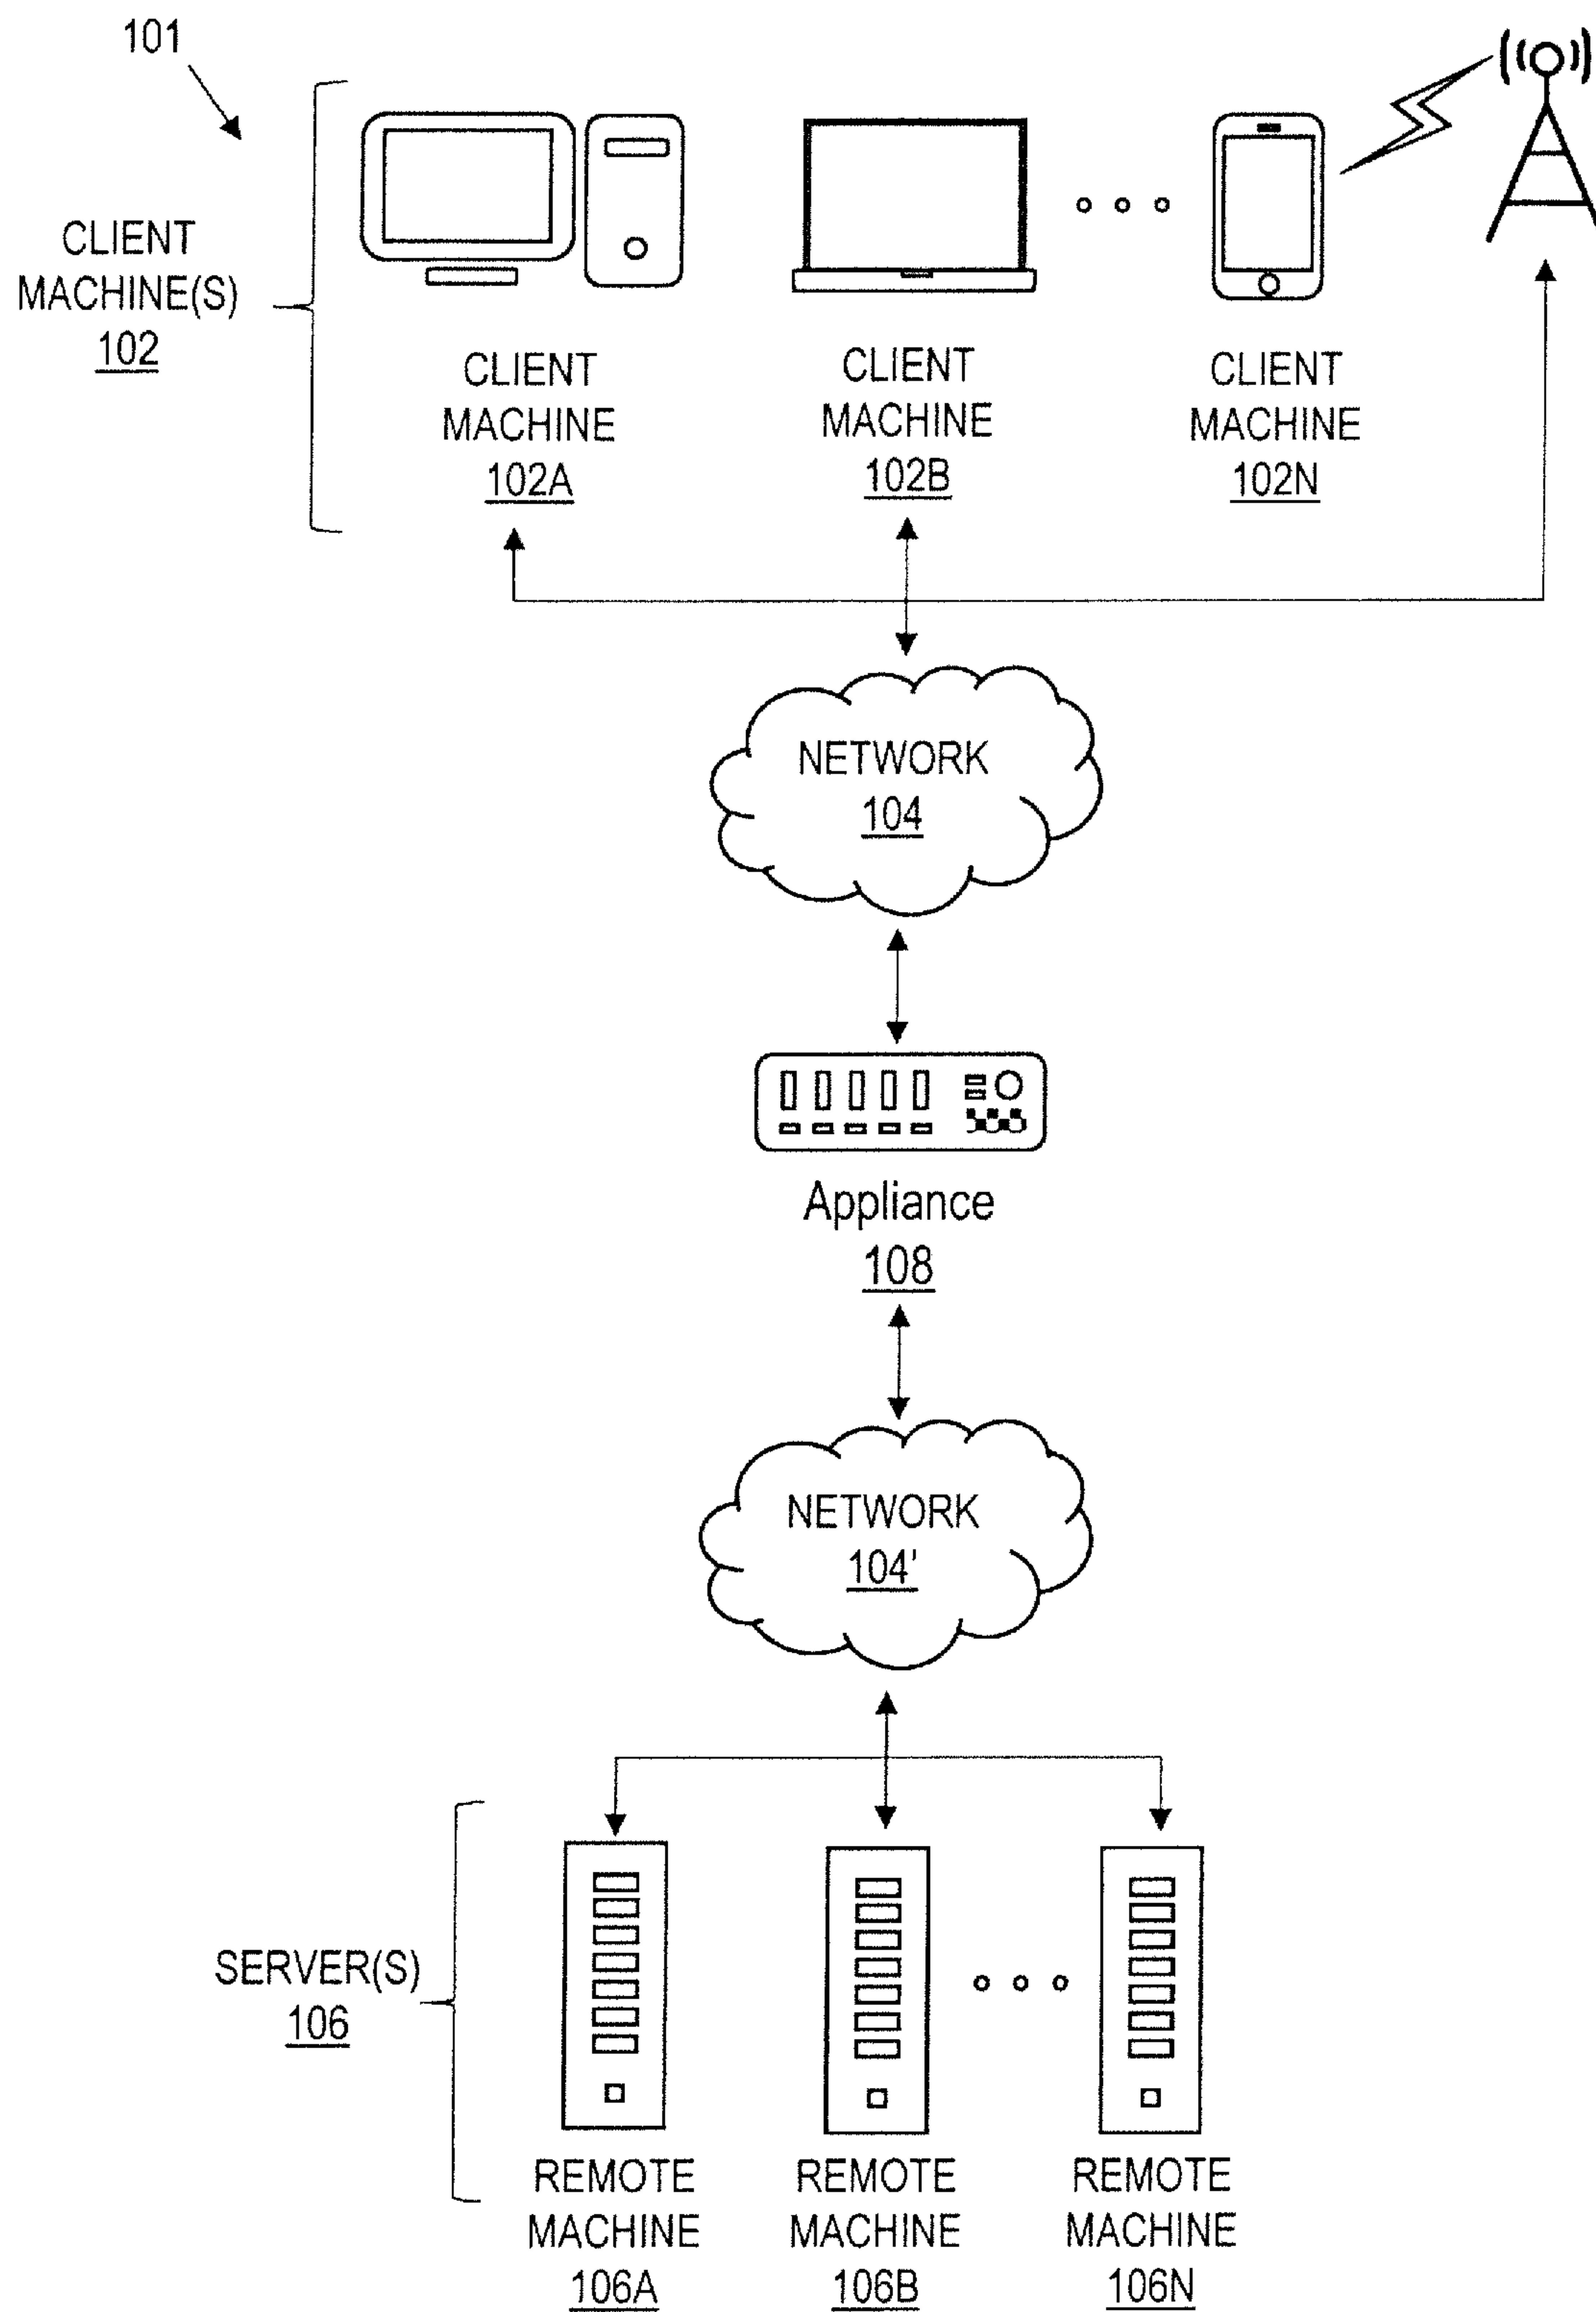 101
CLIENT
MACHINE(S)
102
CLIENT
MACHINE
102A
CLIENT
MACHINE
102B
CLIENT
MACHINE
102N
NETWORK
104
Appliance
108
NETWORK
104'
SERVER(S)
106
REMOTE
MACHINE
106A
REMOTE
MACHINE
106B
REMOTE
MACHINE
106N